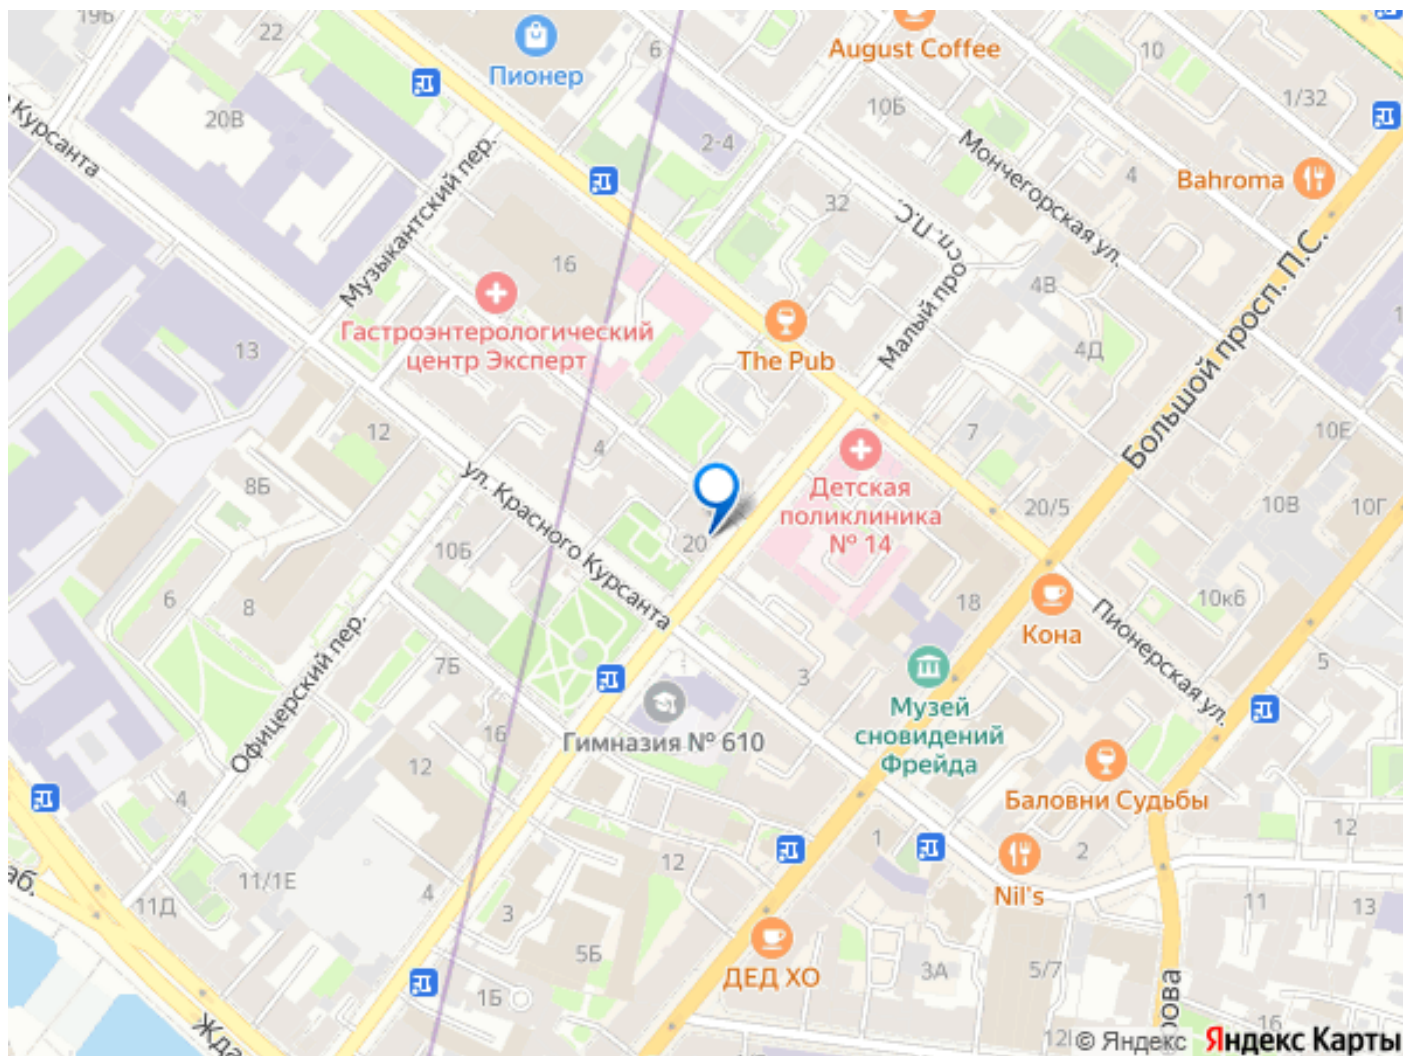 19Б
22
Пионер
6
August Coffee
10
1/32
20В
10Б
2-4
Курсанта
Музыкантский пер.
Мончегорская ул.
4
Bahroma
32
Малый просп. П.С.
Большой просп. П.С.
16
4В
Гастроэнтерологический
центр Эксперт
The Pub
4Д
13
12
4
7
10Е
ул. Красного Курсанта
8Б
Детская
поликлиника
№ 14
20/5
10В
10Г
20
10Б
6
8
18
10к6
Кона
Пионерская ул.
Офицерский пер.
7Б
3
5
Музей
сновидений
Фрейда
16
Гимназия № 610
12
4
Баловни Судьбы
12
1
2
12
аб.
11/1Е
4
Nil's
11
13
11Д
3
5Б
ДЕД ХО
3А
5/7
1Б
Жда
рова
16
© Яндекс Яндекс Карты